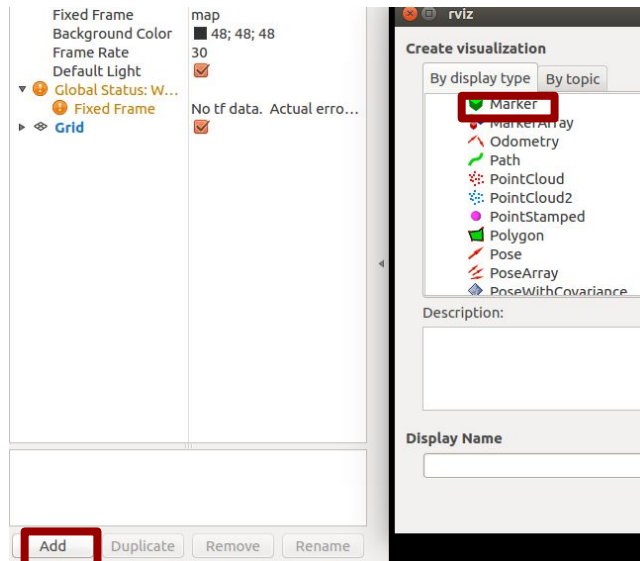 Fixed Frame map
Background Color 48; 48; 48
Frame Rate 30
Default Light
Global Status: W...
Fixed Frame No tf data. Actual erro...
Grid
Add Duplicate Remove Rename
rviz
Create visualization
By display type By topic
Marker
MarkerArray
Odometry
Path
PointCloud
PointCloud2
PointStamped
Polygon
Pose
PoseArray
PoseWithCovariance
Description:
Display Name